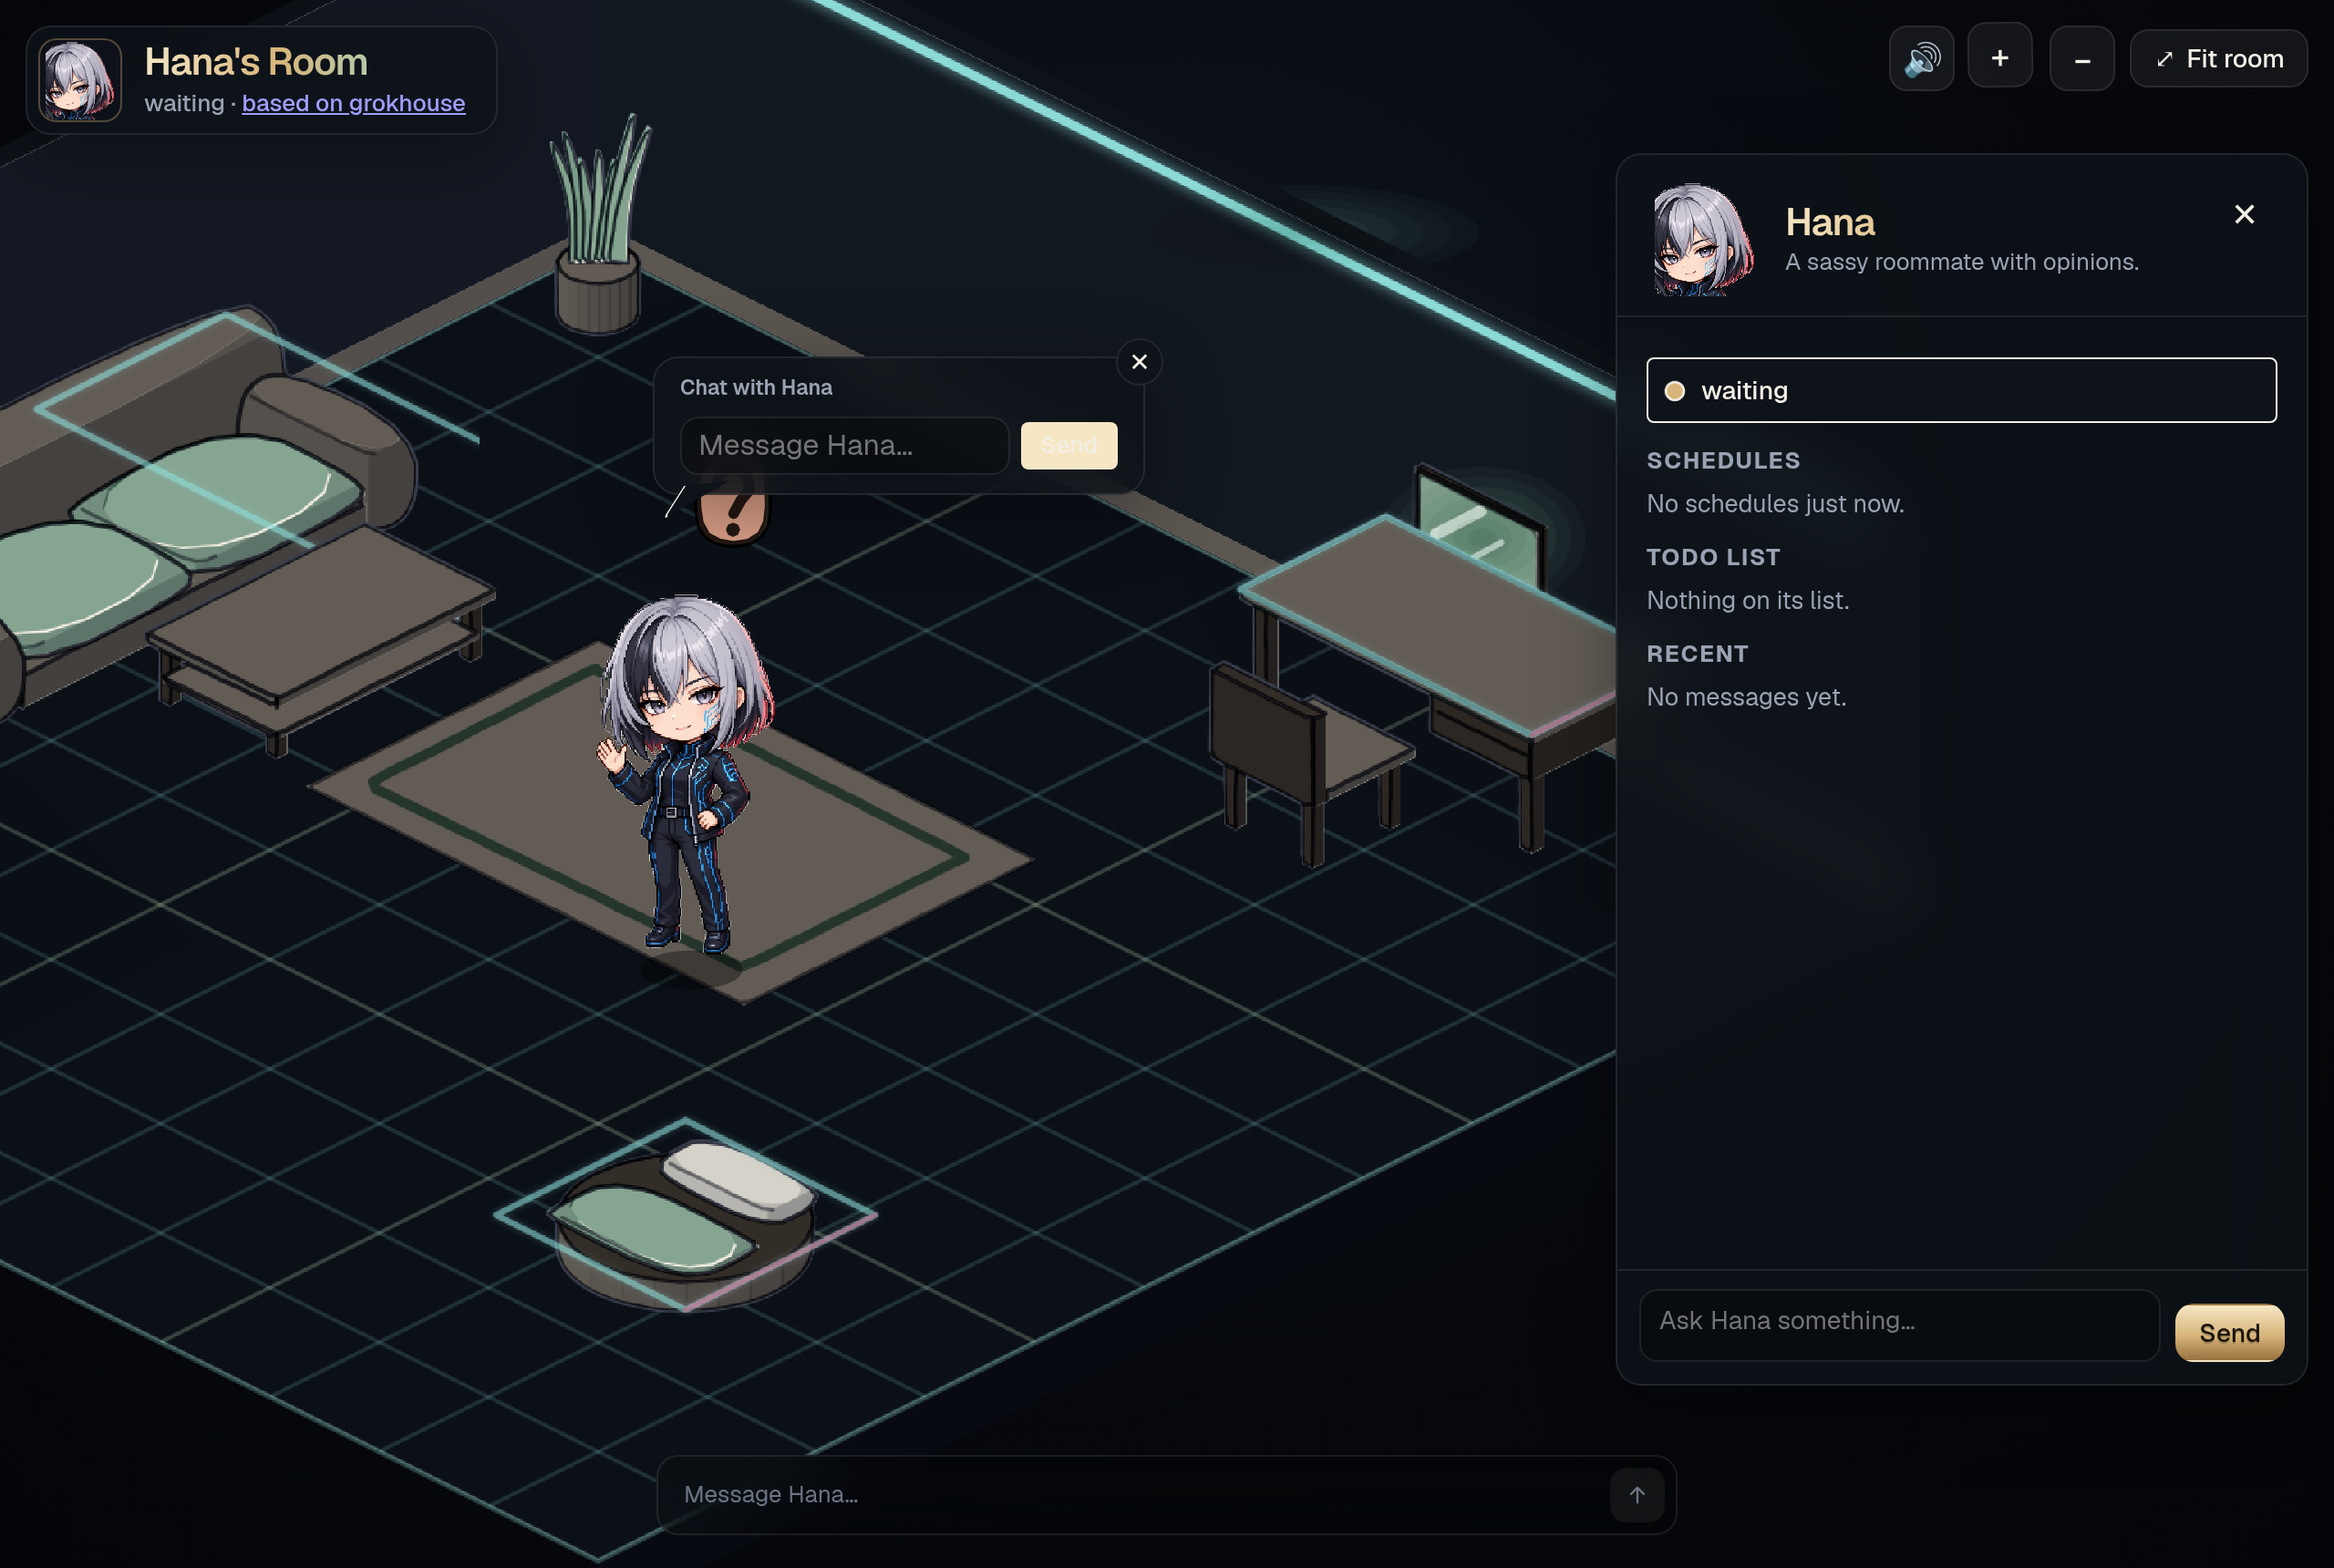 Hana's Room
waiting · based on grokhouse
+
–
Fit room
Hana
A sassy roommate with opinions.
waiting
SCHEDULES
No schedules just now.
TODO LIST
Nothing on its list.
RECENT
No messages yet.
Ask Hana something...
Send
Chat with Hana
Message Hana...
Send
?
Message Hana...